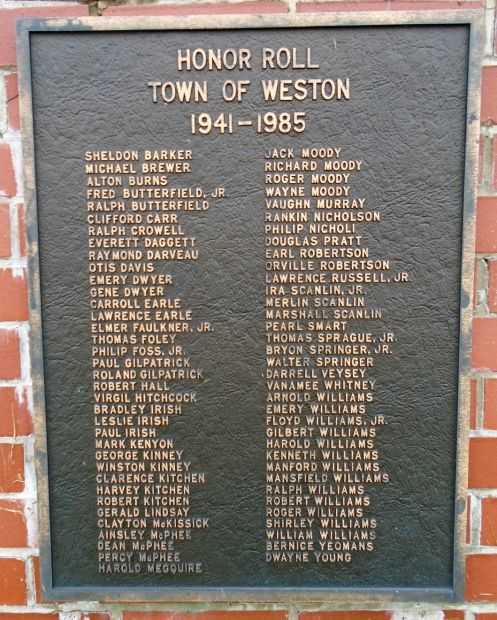 HONOR ROLL
TOWN OF WESTON
1941-1985
SHELDON BARKER
MICHAEL BREWER
ALTON BURNS
FRED BUTTERFIELD, JR.
RALPH BUTTERFIELD
CLIFFORD CARR
RALPH CROWELL
EVERETT DAGGETT
RAYMOND DARVEAU
OTIS DAVIS
EMERY DWYER
GENE DWYER
CARROLL EARLE
LAWRENCE EARLE
ELMER FAULKNER, JR.
THOMAS FOLEY
PHILIP FOSS, JR.
PAUL GILPATRICK
ROLAND GILPATRICK
ROBERT HALL
VIRGIL HITCHCOCK
BRADLEY IRISH
LESLIE IRISH
PAUL IRISH
MARK KENYON
GEORGE KINNEY
WINSTON KINNEY
CLARENCE KITCHEN
HARVEY KITCHEN
ROBERT KITCHEN
GERALD LINDSAY
CLAYTON McKISSICK
AINSLEY McPHEE
DEAN McPHEE
PERCY McPHEE
HAROLD MEGQUIRE
JACK MOODY
RICHARD MOODY
ROGER MOODY
WAYNE MOODY
VAUGHN MURRAY
RANKIN NICHOLSON
PHILIP NICHOLI
DOUGLAS PRATT
EARL ROBERTSON
ORVILLE ROBERTSON
LAWRENCE RUSSELL, JR.
IRA SCANLIN, JR.
MERLIN SCANLIN
MARSHALL SCANLIN
PEARL SMART
THOMAS SPRAGUE, JR.
BRYON SPRINGER, JR.
WALTER SPRINGER
DARRELL VEYSEY
VANAMEE WHITNEY
ARNOLD WILLIAMS
EMERY WILLIAMS
FLOYD WILLIAMS, JR.
GILBERT WILLIAMS
HAROLD WILLIAMS
KENNETH WILLIAMS
MANFORD WILLIAMS
MANSFIELD WILLIAMS
RALPH WILLIAMS
ROBERT WILLIAMS
ROGER WILLIAMS
SHIRLEY WILLIAMS
WILLIAM WILLIAMS
BERNICE YEOMANS
DWAYNE YOUNG